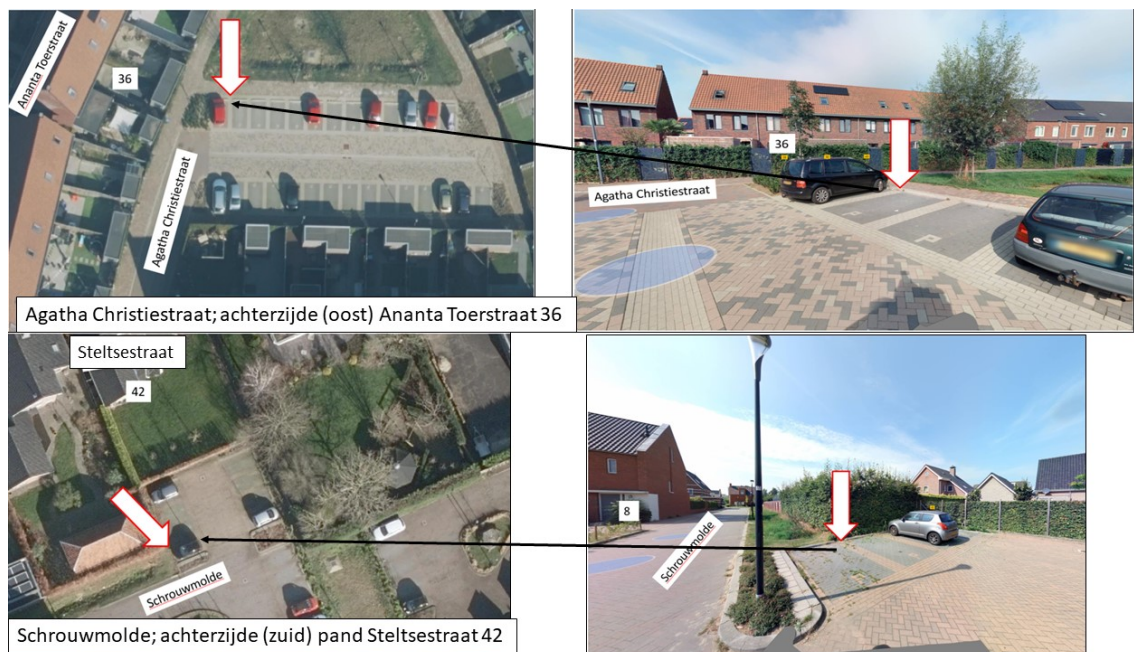 Ananta Toerstraat
36
Agatha Christiestraat
36
Agatha Christiestraat
Agatha Christiestraat; achterzijde (oost) Ananta Toerstraat 36
Steltsestraat
42
Schrouwmolde
8
Schrouwmolde
Schrouwmolde; achterzijde (zuid) pand Steltsestraat 42